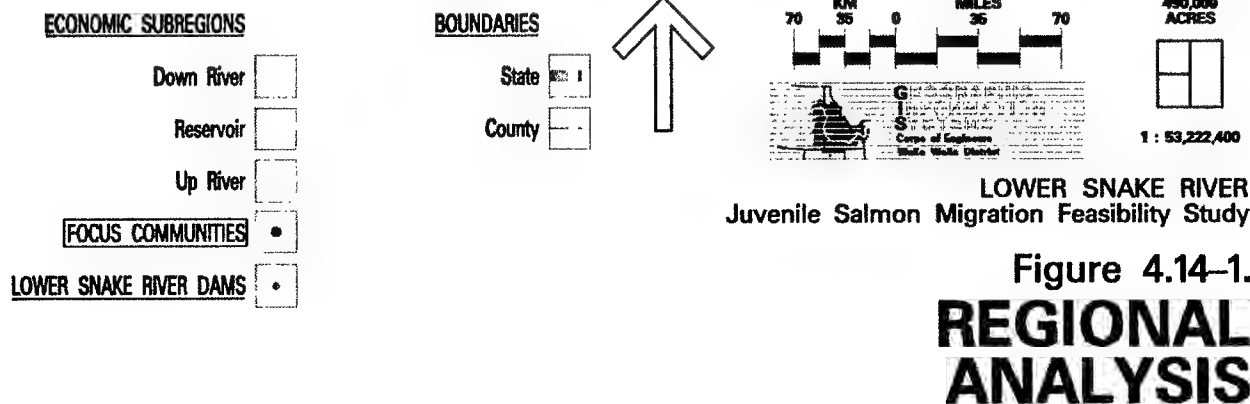 ECONOMIC SUBREGIONS
Down River
Reservoir
Up River
FOCUS COMMUNITIES
LOWER SNAKE RIVER DAMS
BOUNDARIES
State
County
KM MILES
70 35 0 35 70
490,000
ACRES
1 : 53,222,400
G
I
S
Corps of Engineers
Walla Walla District
LOWER SNAKE RIVER
Juvenile Salmon Migration Feasibility Study
Figure 4.14–1.
REGIONAL
ANALYSIS